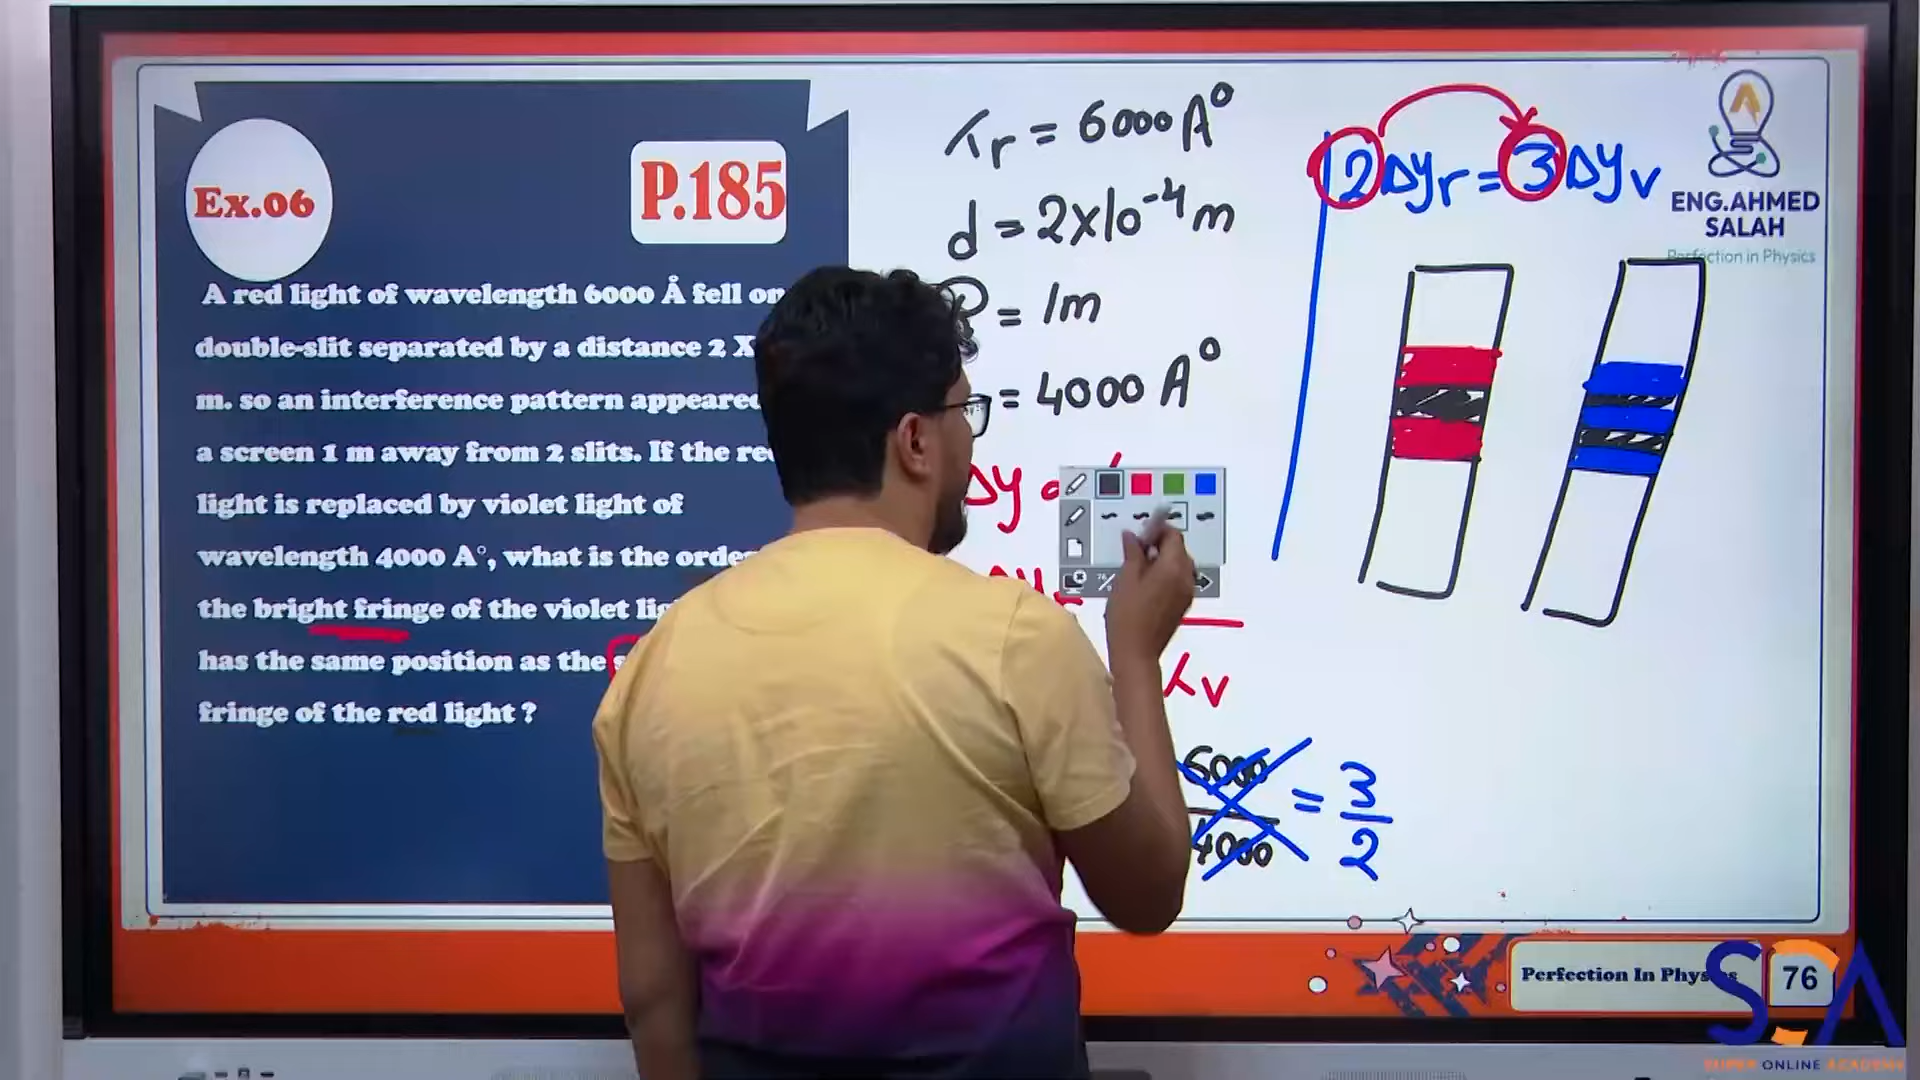 Ex.06
P.185
A red light of wavelength 6000 Å fell on
double-slit separated by a distance 2 X
m. so an interference pattern appeared
a screen 1 m away from 2 slits. If the
light is replaced by violet light of
wavelength 4000 A°, what is the
the bright fringe of the violet
has the same position as the
fringe of the red light ?
λr = 6000 A°
d = 2x10⁻⁴ m
= 1m
= 4000 A°
Δy
λv
6000
4000
= 3/2
2Δyr = 3Δyv
ENG.AHMED
SALAH
Perfection in Physics
Perfection In
76
SUPER ONLINE ACADEMY